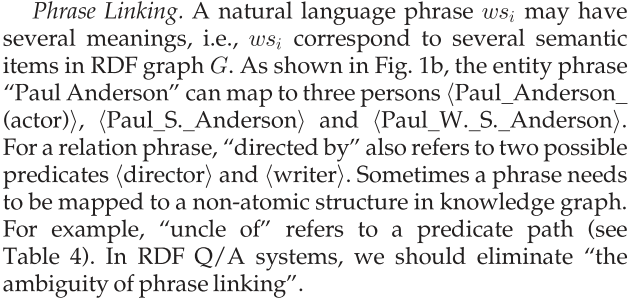 Phrase Linking. A natural language phrase wsᵢ may have
several meanings, i.e., wsᵢ correspond to several semantic
items in RDF graph G. As shown in Fig. 1b, the entity phrase
“Paul Anderson” can map to three persons ⟨Paul_Anderson_
(actor)⟩, ⟨Paul_S._Anderson⟩ and ⟨Paul_W._S._Anderson⟩.
For a relation phrase, “directed by” also refers to two possible
predicates ⟨director⟩ and ⟨writer⟩. Sometimes a phrase needs
to be mapped to a non-atomic structure in knowledge graph.
For example, “uncle of” refers to a predicate path (see
Table 4). In RDF Q/A systems, we should eliminate “the
ambiguity of phrase linking”.